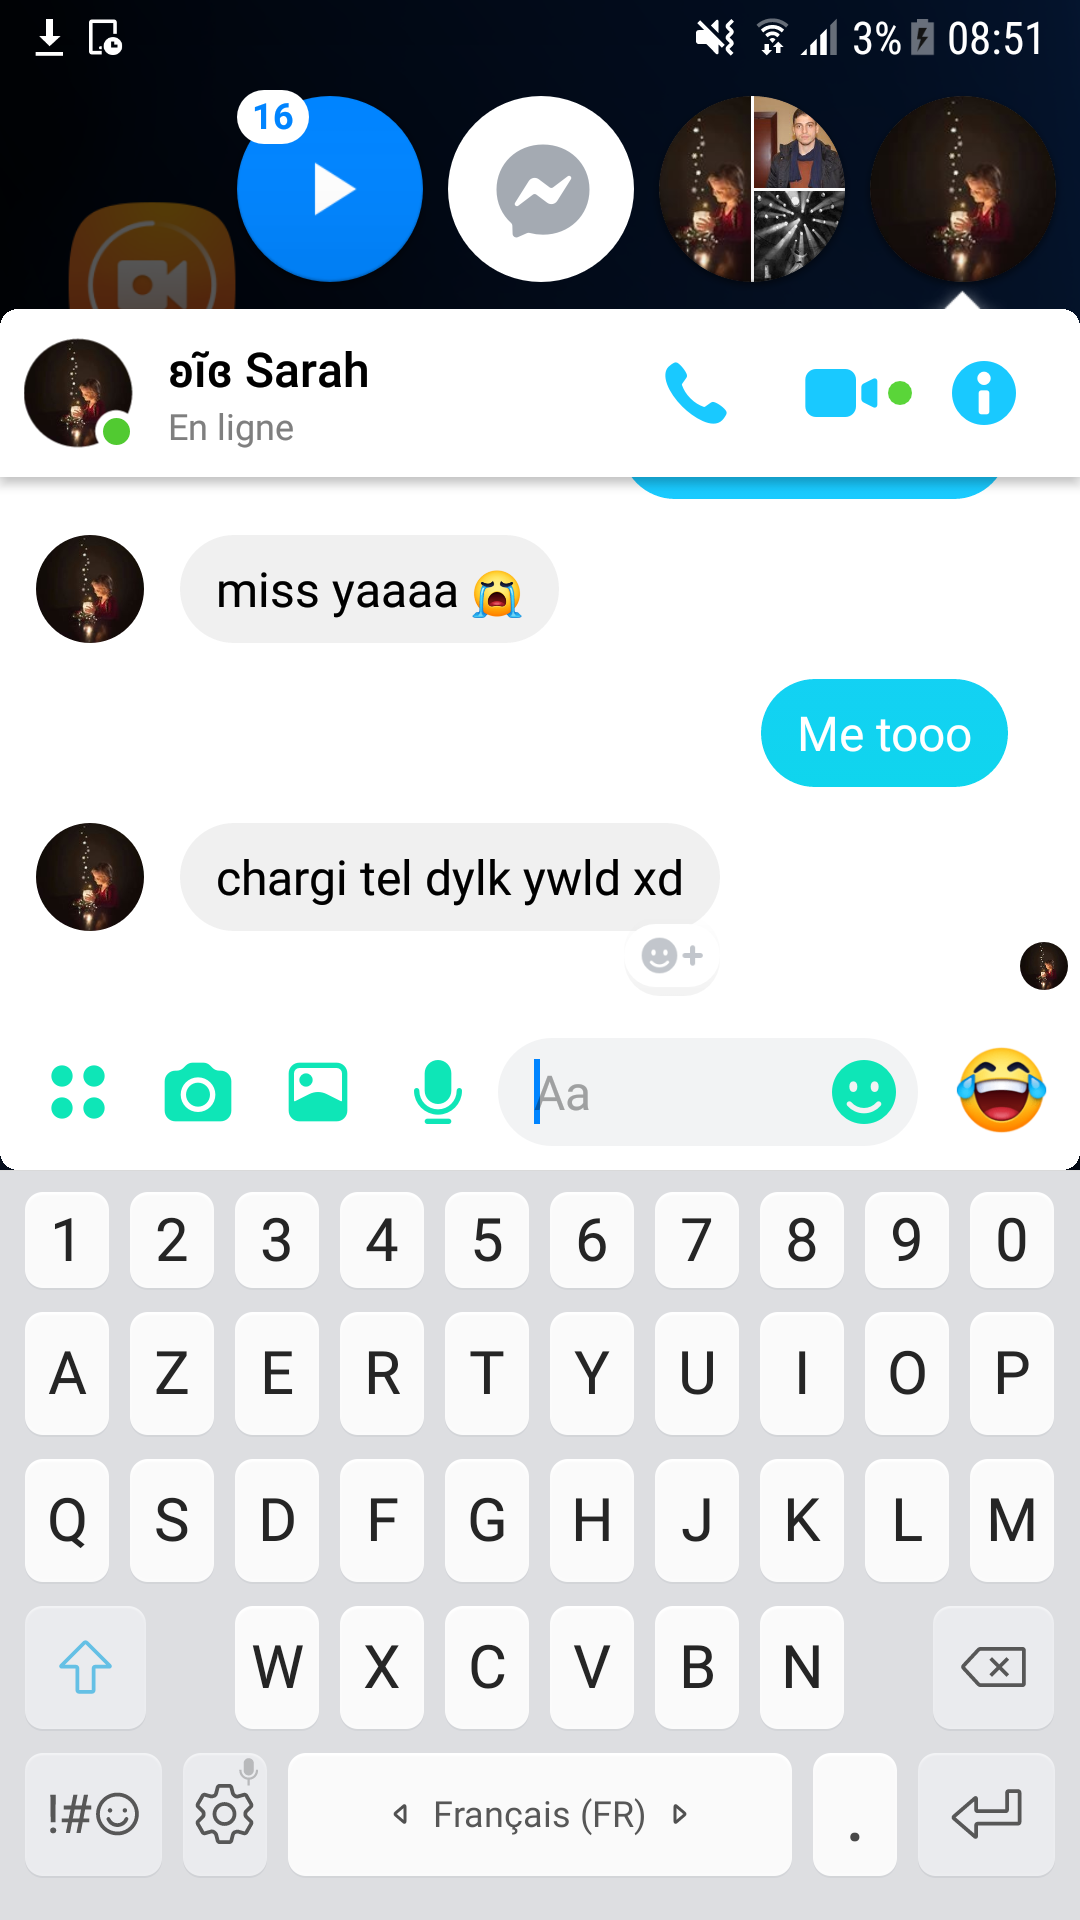 3% 08:51
16
ʚĩɞ Sarah
En ligne
miss yaaaa 😭
Me tooo
chargi tel dylk ywld xd
Aa
1 2 3 4 5 6 7 8 9 0
A Z E R T Y U I O P
Q S D F G H J K L M
W X C V B N
!#☺ Français (FR) .